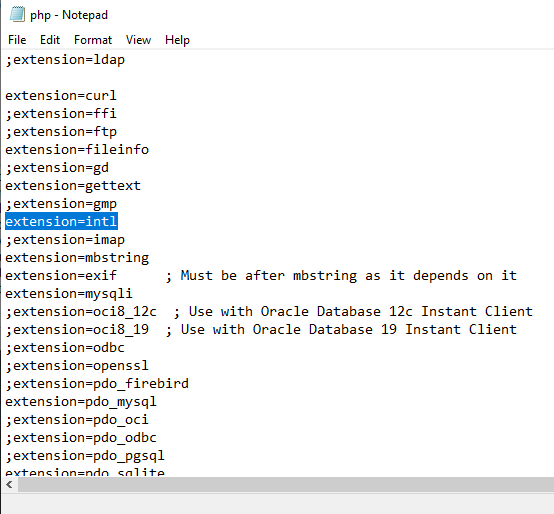 php - Notepad
File Edit Format View Help
;extension=ldap
extension=curl
;extension=ffi
;extension=ftp
extension=fileinfo
;extension=gd
extension=gettext
;extension=gmp
extension=intl
;extension=imap
extension=mbstring
extension=exif      ; Must be after mbstring as it depends on it
extension=mysqli
;extension=oci8_12c  ; Use with Oracle Database 12c Instant Client
;extension=oci8_19  ; Use with Oracle Database 19 Instant Client
;extension=odbc
;extension=openssl
;extension=pdo_firebird
extension=pdo_mysql
;extension=pdo_oci
;extension=pdo_odbc
;extension=pdo_pgsql
extension=pdo_sqlite